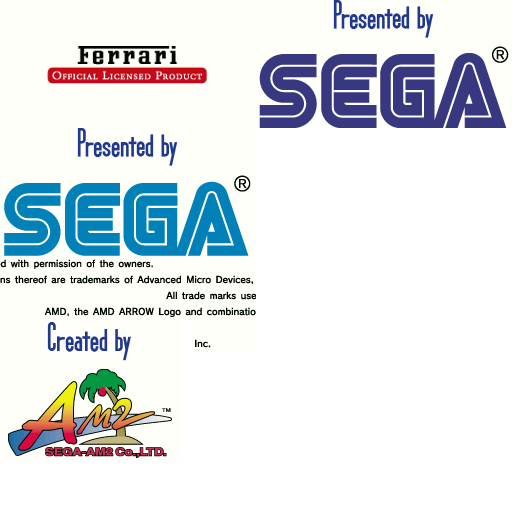 Presented by
SEGA®
Ferrari
OFFICIAL LICENSED PRODUCT
Presented by
SEGA®
d with permission of the owners.
ns thereof are trademarks of Advanced Micro Devices,
All trade marks use
AMD, the AMD ARROW Logo and combinatio
Inc.
Created by
AM2 ™
SEGA-AM2 Co.,LTD.